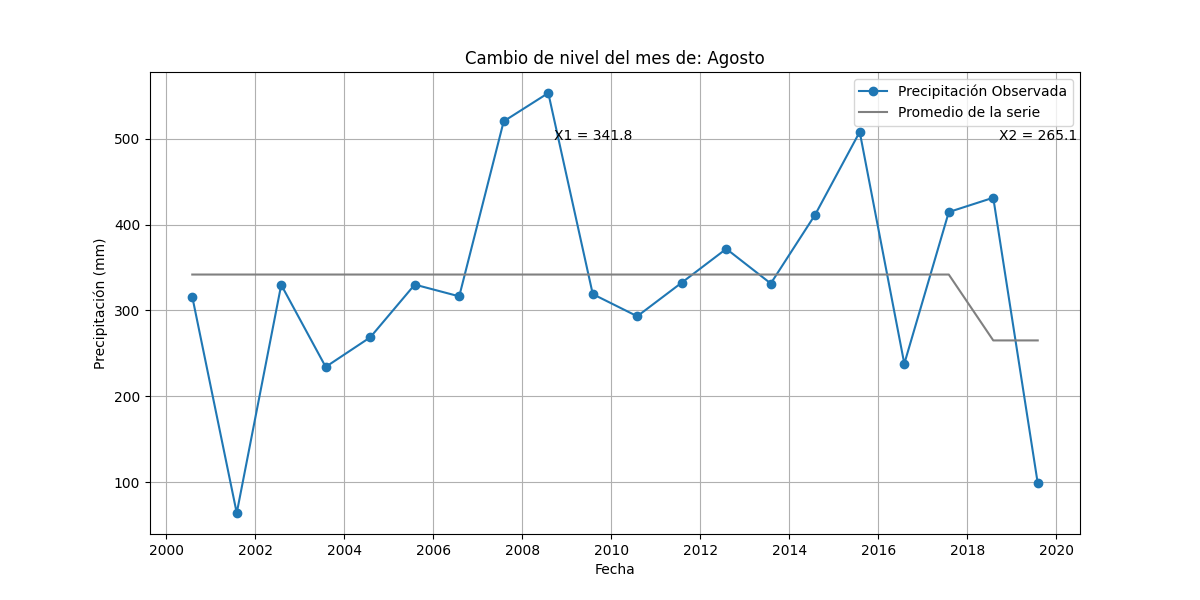 Cambio de nivel del mes de: Agosto
Precipitación Observada
Promedio de la serie
X1 = 341.8
X2 = 265.1
Precipitación (mm)
500
400
300
200
100
2000 2002 2004 2006 2008 2010 2012 2014 2016 2018 2020
Fecha